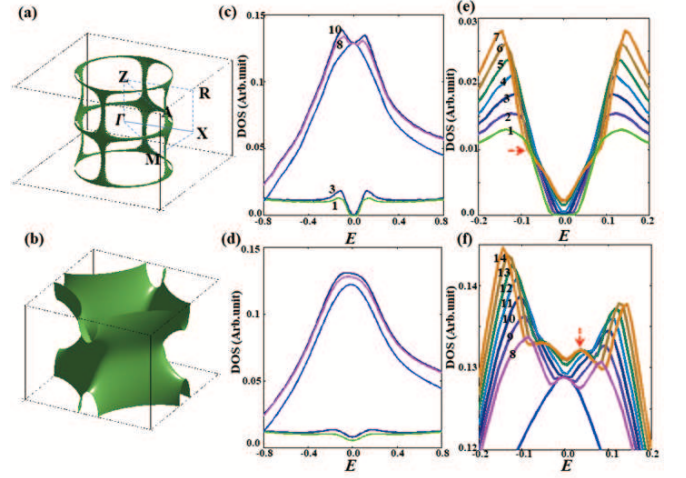 (a)
Z
R
Γ
A
X
M
(b)
(c)
DOS (Arb.unit)
0.15
0.10
0.05
0.0
10
8
3
1
-0.8
-0.4
0.0
0.4
0.8
E
(d)
DOS (Arb.unit)
0.15
0.10
0.05
0.0
-0.8
-0.4
0.0
0.4
0.8
E
(e)
DOS (Arb.unit)
0.03
0.02
0.01
0.0
7
6
5
4
3
2
1
-0.2
-0.1
0.0
0.1
0.2
E
(f)
DOS (Arb.unit)
0.14
0.13
0.12
14
13
12
11
10
9
8
-0.2
-0.1
0.0
0.1
0.2
E